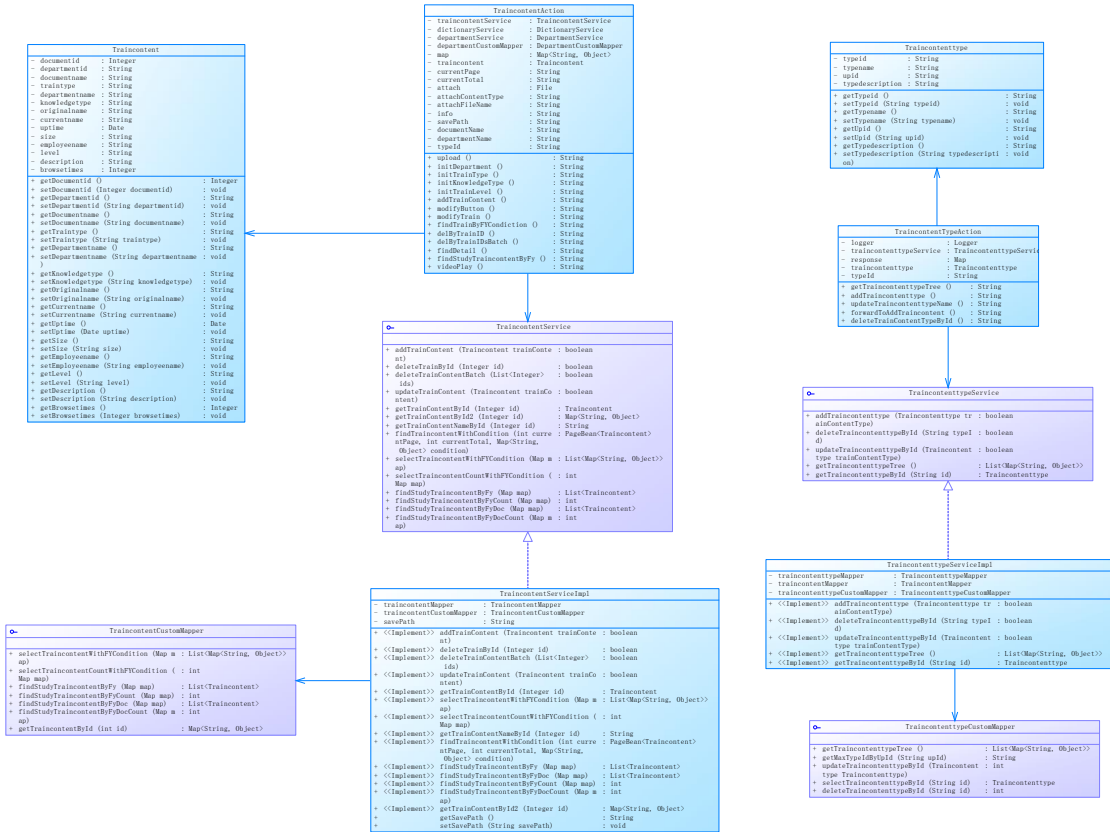 TraincontentAction
- traincontentService : TraincontentService
- dictionaryService : DictionaryService
- departmentService : DepartmentService
- departmentCustomMapper : DepartmentCustomMapper
- map : Map<String, Object>
- traincontent : Traincontent
- currentPage : String
- currentTotal : String
- attach : File
- attachContentType : String
- attachFileName : String
- info : String
- savePath : String
- documentName : String
- departmentName : String
- typeId : String
+ upload () : String
+ initDepartment () : String
+ initTrainType () : String
+ initKnowledgeType () : String
+ initTrainLevel () : String
+ addTrainContent () : String
+ modifyButton () : String
+ modifyTrain () : String
+ findTrainByFYCondiction () : String
+ delByTrainID () : String
+ delByTrainIDsBatch () : String
+ findDetail () : String
+ findStudyTraincontentByFy () : String
+ videoPlay () : String
Traincontent
- documentid : Integer
- departmentid : String
- documentname : String
- traintype : String
- departmentname : String
- knowledgetype : String
- originalname : String
- currentname : String
- uptime : Date
- size : String
- employeename : String
- level : String
- description : String
- browsetimes : Integer
+ getDocumentid () : Integer
+ setDocumentid (Integer documentid) : void
+ getDepartmentid () : String
+ setDepartmentid (String departmentid) : void
+ getDocumentname () : String
+ setDocumentname (String documentname) : void
+ getTraintype () : String
+ setTraintype (String traintype) : void
+ getDepartmentname () : String
+ setDepartmentname (String departmentname : void
)
+ getKnowledgetype () : String
+ setKnowledgetype (String knowledgetype) : void
+ getOriginalname () : String
+ setOriginalname (String originalname) : void
+ getCurrentname () : String
+ setCurrentname (String currentname) : void
+ getUptime () : Date
+ setUptime (Date uptime) : void
+ getSize () : String
+ setSize (String size) : void
+ getEmployeename () : String
+ setEmployeename (String employeename) : void
+ getLevel () : String
+ setLevel (String level) : void
+ getDescription () : String
+ setDescription (String description) : void
+ getBrowsetimes () : Integer
+ setBrowsetimes (Integer browsetimes) : void
Traincontenttype
- typeid : String
- typename : String
- upid : String
- typedescription : String
+ getTypeid () : String
+ setTypeid (String typeid) : void
+ getTypename () : String
+ setTypename (String typename) : void
+ getUpid () : String
+ setUpid (String upid) : void
+ getTypedescription () : String
+ setTypedescription (String typedescripti : void
on)
TraincontentTypeAction
- logger : Logger
- traincontenttypeService : TraincontenttypeServic
- response : Map
- traincontenttype : Traincontenttype
- typeId : String
+ getTraincontenttypeTree () : String
+ addTraincontenttype () : String
+ updateTraincontenttypeName () : String
+ forwardToAddTraincontent () : String
+ deleteTrainContentTypeById () : String
TraincontentService
+ addTrainContent (Traincontent trainConte : boolean
nt)
+ deleteTrainById (Integer id) : boolean
+ deleteTrainContentBatch (List<Integer> : boolean
ids)
+ updateTrainContent (Traincontent trainCo : boolean
ntent)
+ getTrainContentById (Integer id) : Traincontent
+ getTrainContentById2 (Integer id) : Map<String, Object>
+ getTrainContentNameById (Integer id) : String
+ findTraincontentWithCondition (int curre : PageBean<Traincontent>
ntPage, int currentTotal, Map<String,
Object> condition)
+ selectTraincontentWithFYCondition (Map m : List<Map<String, Object>>
ap)
+ selectTraincontentCountWithFYCondition ( : int
Map map)
+ findStudyTraincontentByFy (Map map) : List<Traincontent>
+ findStudyTraincontentByFyCount (Map map) : int
+ findStudyTraincontentByFyDoc (Map map) : List<Traincontent>
+ findStudyTraincontentByFyDocCount (Map m : int
ap)
TraincontenttypeService
+ addTraincontenttype (Traincontenttype tr : boolean
ainContentType)
+ deleteTraincontenttypeById (String typeI : boolean
d)
+ updateTraincontenttypeById (Traincontent : boolean
type trainContentType)
+ getTraincontenttypeTree () : List<Map<String, Object>>
+ getTraincontenttypeById (String id) : Traincontenttype
TraincontenttypeServiceImpl
- traincontenttypeMapper : TraincontenttypeMapper
- traincontentMapper : TraincontentMapper
- traincontenttypeCustomMapper : TraincontenttypeCustomMapper
+ <<Implement>> addTraincontenttype (Traincontenttype tr : boolean
ainContentType)
+ <<Implement>> deleteTraincontenttypeById (String typeI : boolean
d)
+ <<Implement>> updateTraincontenttypeById (Traincontent : boolean
type trainContentType)
+ <<Implement>> getTraincontenttypeTree () : List<Map<String, Object>>
+ <<Implement>> getTraincontenttypeById (String id) : Traincontenttype
TraincontentServiceImpl
- traincontentMapper : TraincontentMapper
- traincontentCustomMapper : TraincontentCustomMapper
- savePath : String
+ <<Implement>> addTrainContent (Traincontent trainConte : boolean
nt)
+ <<Implement>> deleteTrainById (Integer id) : boolean
+ <<Implement>> deleteTrainContentBatch (List<Integer> : boolean
ids)
+ <<Implement>> updateTrainContent (Traincontent trainCo : boolean
ntent)
+ <<Implement>> getTrainContentById (Integer id) : Traincontent
+ <<Implement>> selectTraincontentWithFYCondition (Map m : List<Map<String, Object>>
ap)
+ <<Implement>> selectTraincontentCountWithFYCondition ( : int
Map map)
+ <<Implement>> getTrainContentNameById (Integer id) : String
+ <<Implement>> findTraincontentWithCondition (int curre : PageBean<Traincontent>
ntPage, int currentTotal, Map<String,
Object> condition)
+ <<Implement>> findStudyTraincontentByFy (Map map) : List<Traincontent>
+ <<Implement>> findStudyTraincontentByFyDoc (Map map) : List<Traincontent>
+ <<Implement>> findStudyTraincontentByFyCount (Map map) : int
+ <<Implement>> findStudyTraincontentByFyDocCount (Map m : int
ap)
+ <<Implement>> getTrainContentById2 (Integer id) : Map<String, Object>
+ getSavePath () : String
+ setSavePath (String savePath) : void
TraincontentCustomMapper
+ selectTraincontentWithFYCondition (Map m : List<Map<String, Object>>
ap)
+ selectTraincontentCountWithFYCondition ( : int
Map map)
+ findStudyTraincontentByFy (Map map) : List<Traincontent>
+ findStudyTraincontentByFyCount (Map map) : int
+ findStudyTraincontentByFyDoc (Map map) : List<Traincontent>
+ findStudyTraincontentByFyDocCount (Map m : int
ap)
+ getTraincontentById (int id) : Map<String, Object>
TraincontenttypeCustomMapper
+ getTraincontenttypeTree () : List<Map<String, Object>>
+ getMaxTypeIdByUpId (String upId) : String
+ updateTraincontenttypeById (Traincontent : int
type Traincontenttype)
+ selectTraincontenttypeById (String id) : Traincontenttype
+ deleteTraincontenttypeById (String id) : int